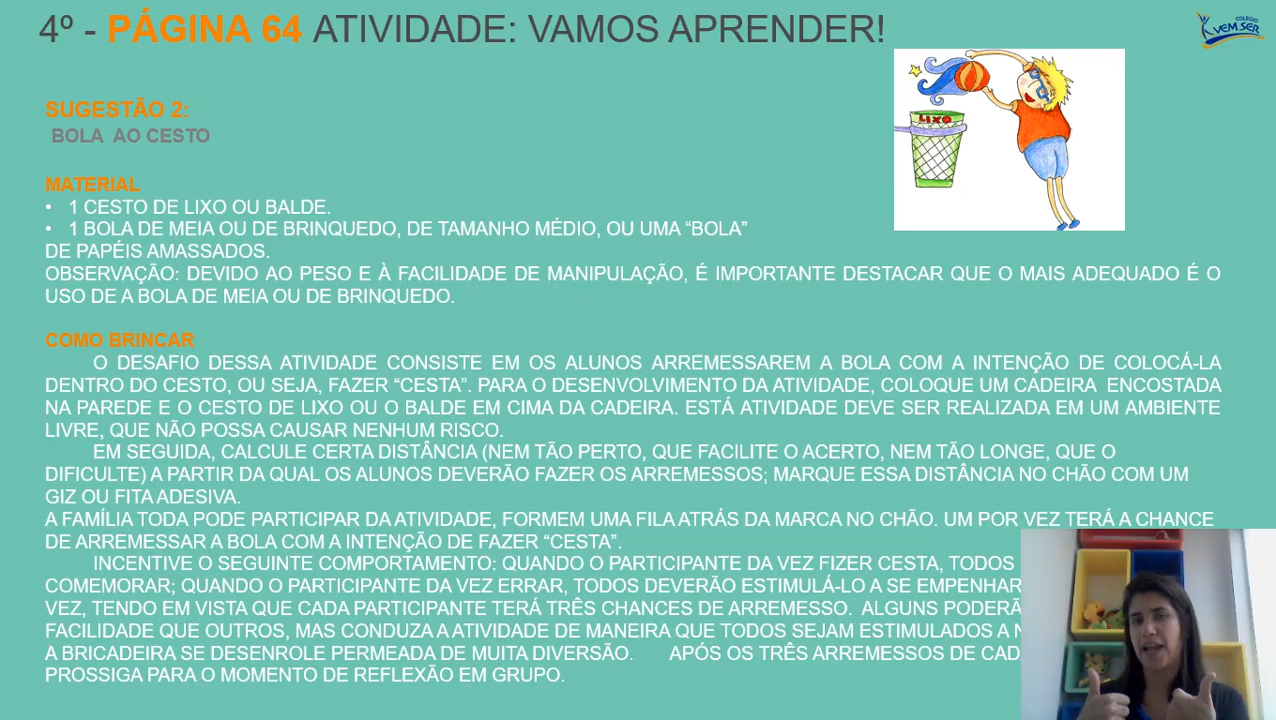 4º - PÁGINA 64 ATIVIDADE: VAMOS APRENDER!
COLÉGIO
VEM SER
SUGESTÃO 2:
BOLA AO CESTO
LIXO
MATERIAL
• 1 CESTO DE LIXO OU BALDE.
• 1 BOLA DE MEIA OU DE BRINQUEDO, DE TAMANHO MÉDIO, OU UMA “BOLA”
DE PAPÉIS AMASSADOS.
OBSERVAÇÃO: DEVIDO AO PESO E À FACILIDADE DE MANIPULAÇÃO, É IMPORTANTE DESTACAR QUE O MAIS ADEQUADO É O
USO DE A BOLA DE MEIA OU DE BRINQUEDO.
COMO BRINCAR
O DESAFIO DESSA ATIVIDADE CONSISTE EM OS ALUNOS ARREMESSAREM A BOLA COM A INTENÇÃO DE COLOCÁ-LA
DENTRO DO CESTO, OU SEJA, FAZER “CESTA”. PARA O DESENVOLVIMENTO DA ATIVIDADE, COLOQUE UM CADEIRA ENCOSTADA
NA PAREDE E O CESTO DE LIXO OU O BALDE EM CIMA DA CADEIRA. ESTÁ ATIVIDADE DEVE SER REALIZADA EM UM AMBIENTE
LIVRE, QUE NÃO POSSA CAUSAR NENHUM RISCO.
EM SEGUIDA, CALCULE CERTA DISTÂNCIA (NEM TÃO PERTO, QUE FACILITE O ACERTO, NEM TÃO LONGE, QUE O
DIFICULTE) A PARTIR DA QUAL OS ALUNOS DEVERÃO FAZER OS ARREMESSOS; MARQUE ESSA DISTÂNCIA NO CHÃO COM UM
GIZ OU FITA ADESIVA.
A FAMÍLIA TODA PODE PARTICIPAR DA ATIVIDADE, FORMEM UMA FILA ATRÁS DA MARCA NO CHÃO. UM POR VEZ TERÁ A CHANCE
DE ARREMESSAR A BOLA COM A INTENÇÃO DE FAZER “CESTA”.
INCENTIVE O SEGUINTE COMPORTAMENTO: QUANDO O PARTICIPANTE DA VEZ FIZER CESTA, TODOS
COMEMORAR; QUANDO O PARTICIPANTE DA VEZ ERRAR, TODOS DEVERÃO ESTIMULÁ-LO A SE EMPENHAR
VEZ, TENDO EM VISTA QUE CADA PARTICIPANTE TERÁ TRÊS CHANCES DE ARREMESSO. ALGUNS
FACILIDADE QUE OUTROS, MAS CONDUZA A ATIVIDADE DE MANEIRA QUE TODOS SEJAM ESTIMULADOS A
A BRICADEIRA SE DESENROLE PERMEADA DE MUITA DIVERSÃO. APÓS OS TRÊS ARREMESSOS DE
PROSSIGA PARA O MOMENTO DE REFLEXÃO EM GRUPO.